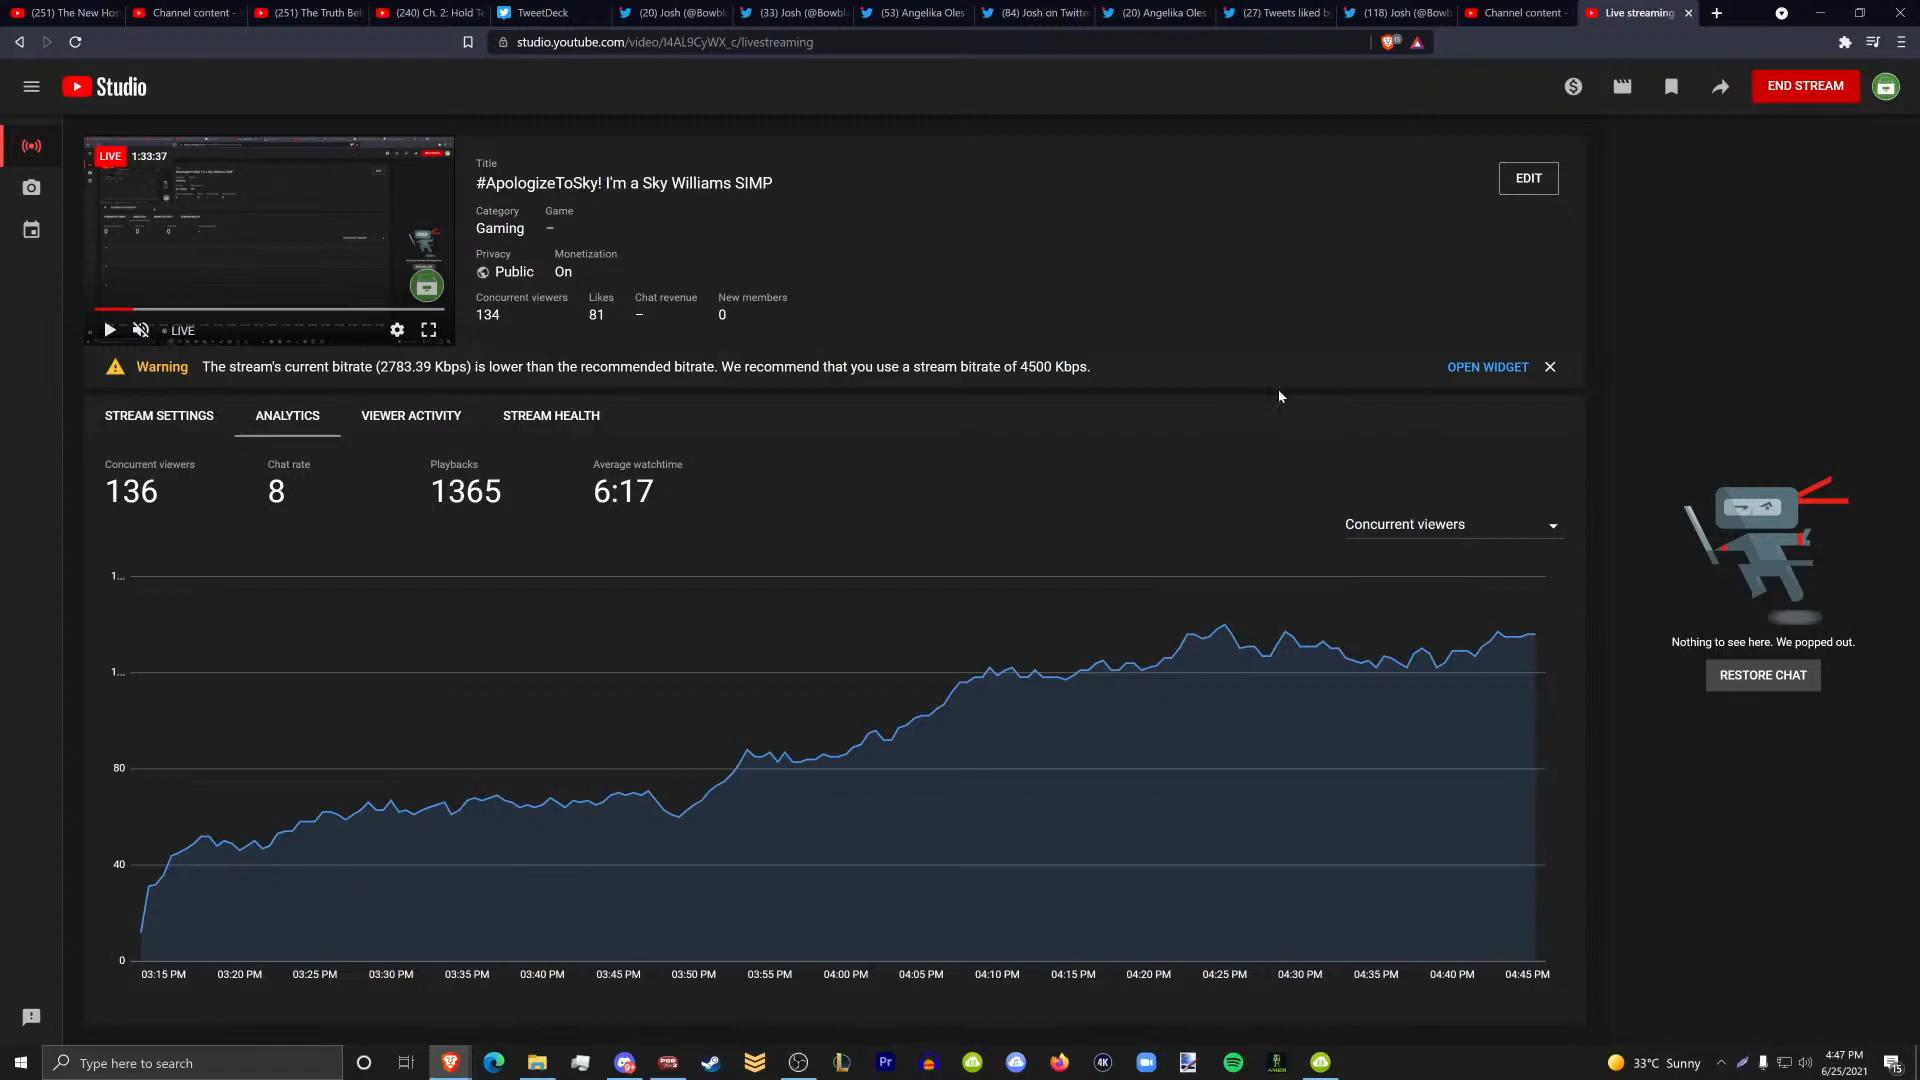 (251) The New Hos
Channel content -
(251) The Truth Beh
(240) Ch. 2: Hold Te
TweetDeck
(20) Josh (@Bowbl
(33) Josh (@Bowbl
(53) Angelika Oles
(84) Josh on Twitte
(20) Angelika Oles
(27) Tweets liked b
(118) Josh (@Bowb
Channel content -
Live streaming
studio.youtube.com/video/I4AL9CyWX_c/livestreaming
Studio
END STREAM
LIVE 1:33:37
LIVE
Title
#ApologizeToSky! I'm a Sky Williams SIMP
EDIT
Category Game
Gaming –
Privacy Monetization
Public On
Concurrent viewers Likes Chat revenue New members
134 81 – 0
Warning The stream's current bitrate (2783.39 Kbps) is lower than the recommended bitrate. We recommend that you use a stream bitrate of 4500 Kbps.
OPEN WIDGET
STREAM SETTINGS ANALYTICS VIEWER ACTIVITY STREAM HEALTH
Concurrent viewers Chat rate Playbacks Average watchtime
136 8 1365 6:17
Concurrent viewers
1...
1...
80
40
0
03:15 PM 03:20 PM 03:25 PM 03:30 PM 03:35 PM 03:40 PM 03:45 PM 03:50 PM 03:55 PM 04:00 PM 04:05 PM 04:10 PM 04:15 PM 04:20 PM 04:25 PM 04:30 PM 04:35 PM 04:40 PM 04:45 PM
Nothing to see here. We popped out.
RESTORE CHAT
Type here to search
Pr
4K
33°C Sunny
4:47 PM
6/25/2021
15